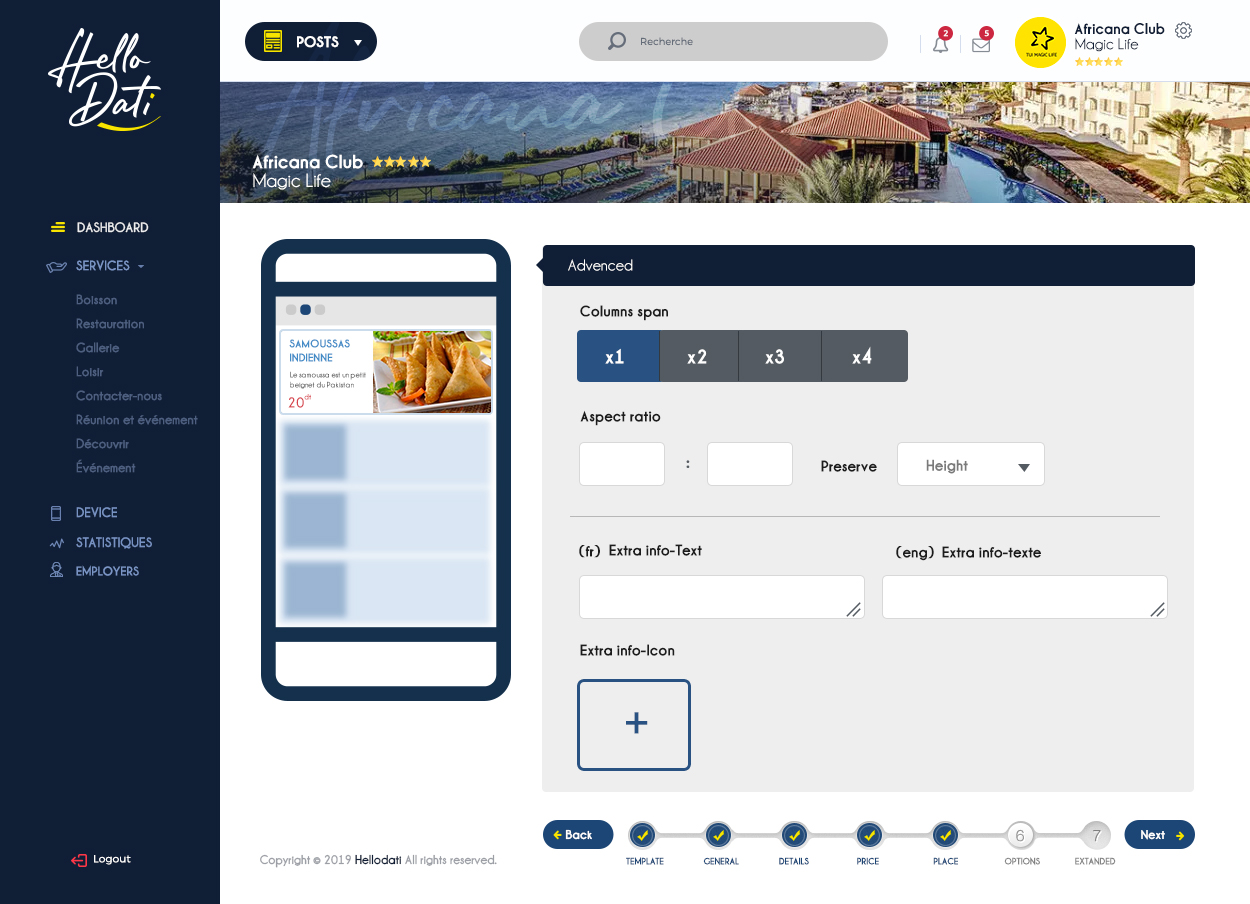 Hello
Dati
POSTS
Recherche
2
5
TUI MAGIC LIFE
Africana Club
Magic Life
Africana C
Africana Club
Magic Life
DASHBOARD
SERVICES
Boisson
Restauration
Gallerie
Loisir
Contacter-nous
Réunion et événement
Découvrir
Événement
DEVICE
STATISTIQUES
EMPLOYERS
Logout
SAMOUSSAS
INDIENNE
Le samoussa est un petit
beignet du Pakistan
20dt
Advenced
Columns span
x1
x2
x3
x4
Aspect ratio
:
Preserve
Height
(fr) Extra info-Text
(eng) Extra info-texte
Extra info-Icon
+
Back
6
7
Next
TEMPLATE
GENERAL
DETAILS
PRICE
PLACE
OPTIONS
EXTANDED
Copyright © 2019 Hellodati All rights reserved.